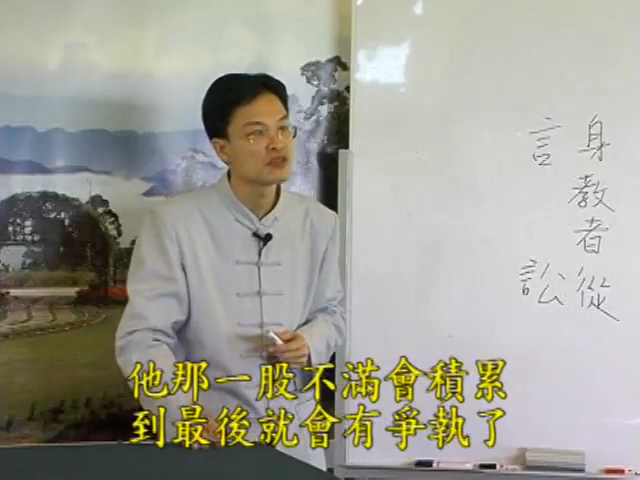 身教者從
言 訟
他那一股不滿會積累
到最後就會有爭執了